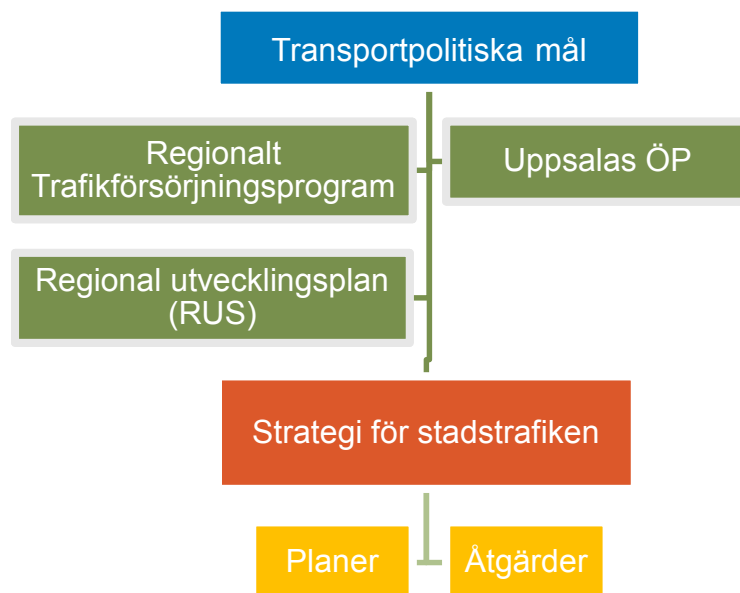 Transportpolitiska mål
Regionalt
Trafikförsörjningsprogram
Uppsalas ÖP
Regional utvecklingsplan
(RUS)
Strategi för stadstrafiken
Planer
Åtgärder